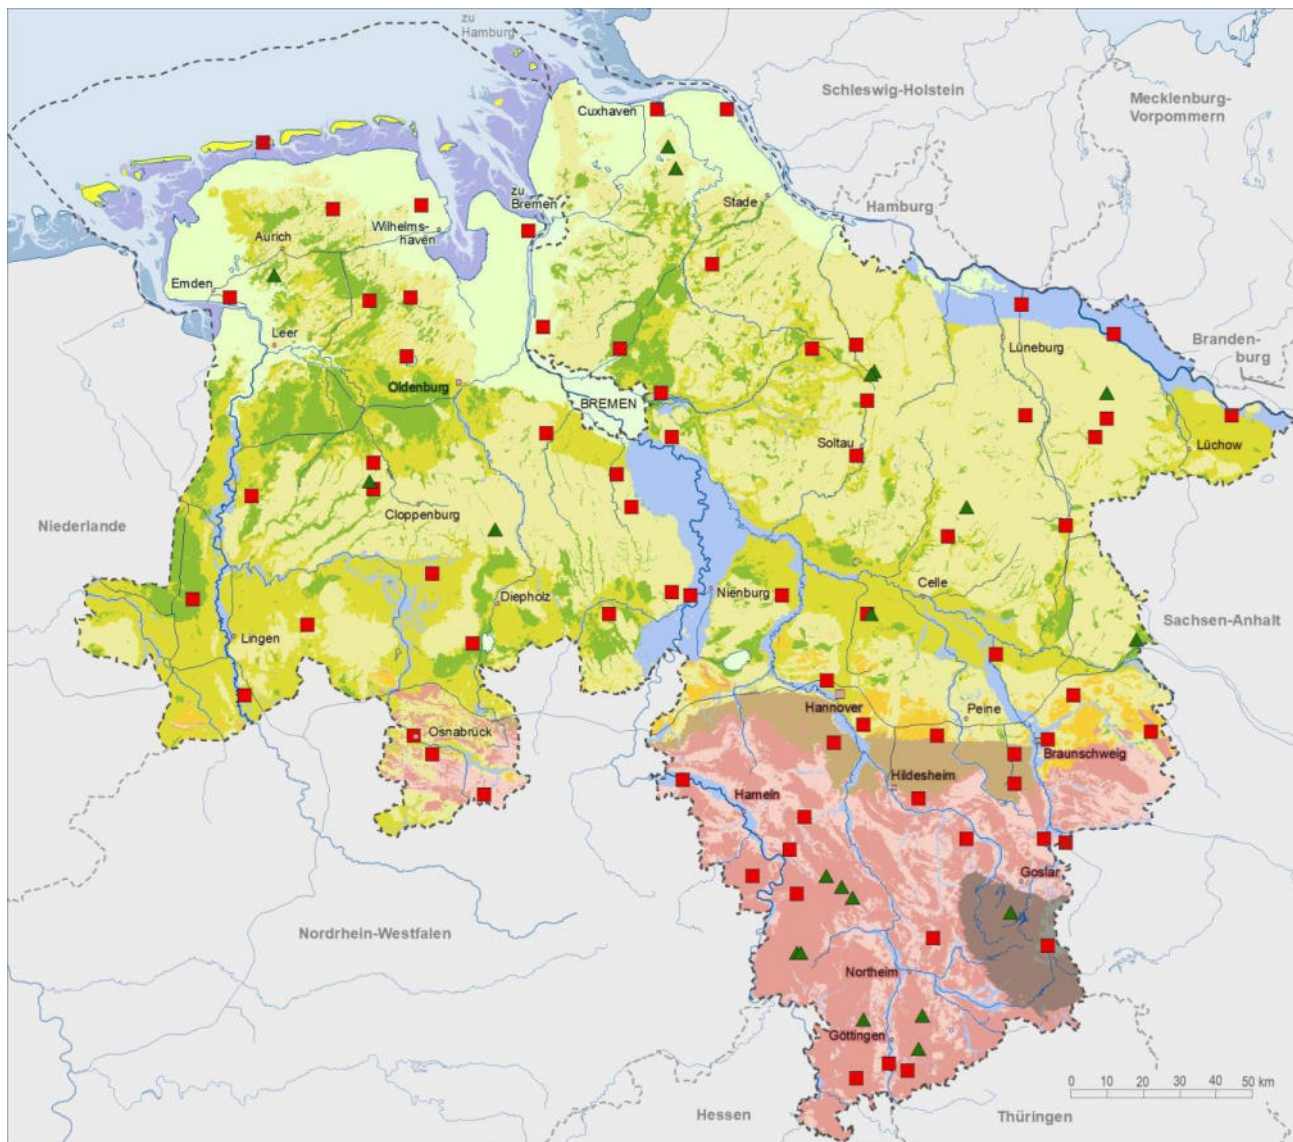 zu
Hamburg
Cuxhaven
Schleswig-Holstein
Mecklenburg-
Vorpommern
zu
Bremen
Stade
Hamburg
Wilhelms-
haven
Aurich
Emden
Leer
Lüneburg
Branden-
burg
Oldenburg
BREMEN
Soltau
Lüchow
Niederlande
Cloppenburg
Celle
Nienburg
Diepholz
Sachsen-Anhalt
Lingen
Hannover
Peine
Osnabrück
Braunschweig
Hildesheim
Hameln
Goslar
Nordrhein-Westfalen
Northeim
Göttingen
0 10 20 30 40 50 km
Hessen
Thüringen